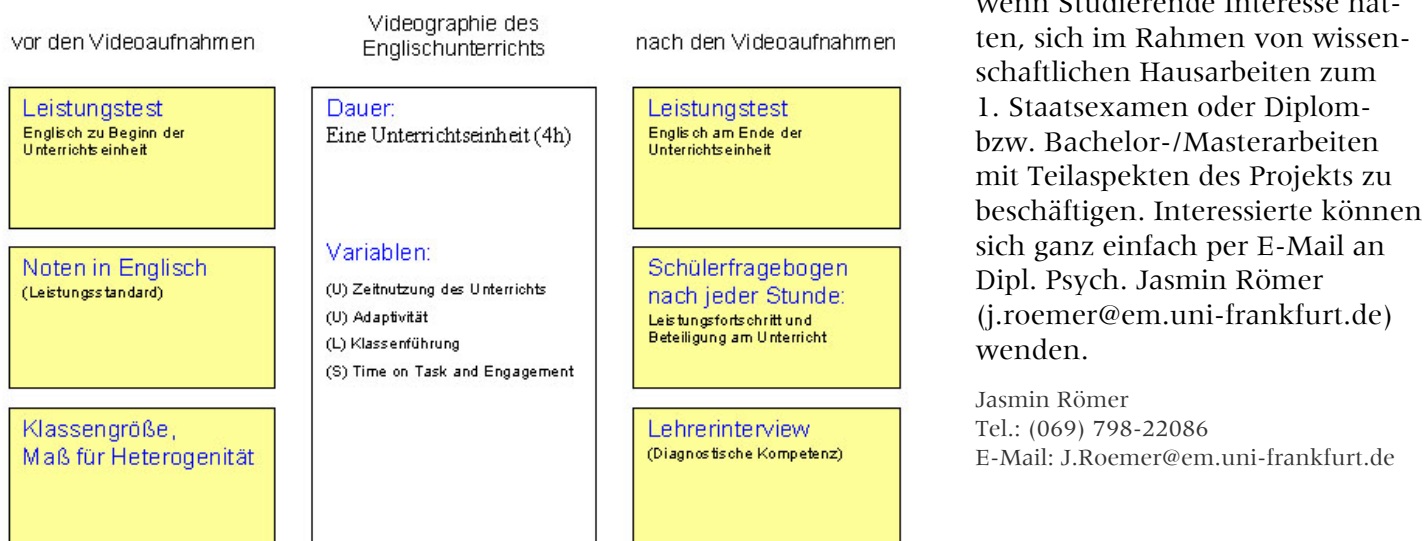 vor den Videoaufnahmen
Leistungstest
Englisch zu Beginn der
Unterrichtseinheit
Noten in Englisch
(Leistungsstandard)
Klassengröße,
Maß für Heterogenität
Videographie des
Englischunterrichts
Dauer:
Eine Unterrichtseinheit (4h)
Variablen:
(U) Zeitnutzung des Unterrichts
(U) Adaptivität
(L) Klassenführung
(S) Time on Task and Engagement
nach den Videoaufnahmen
Leistungstest
Englisch am Ende der
Unterrichtseinheit
Schülerfragebogen
nach jeder Stunde:
Leistungsfortschritt und
Beteiligung am Unterricht
Lehrerinterview
(Diagnostische Kompetenz)
wenn Studierende Interesse hät-
ten, sich im Rahmen von wissen-
schaftlichen Hausarbeiten zum
1. Staatsexamen oder Diplom-
bzw. Bachelor-/Masterarbeiten
mit Teilaspekten des Projekts zu
beschäftigen. Interessierte können
sich ganz einfach per E-Mail an
Dipl. Psych. Jasmin Römer
(j.roemer@em.uni-frankfurt.de)
wenden.
Jasmin Römer
Tel.: (069) 798-22086
E-Mail: J.Roemer@em.uni-frankfurt.de